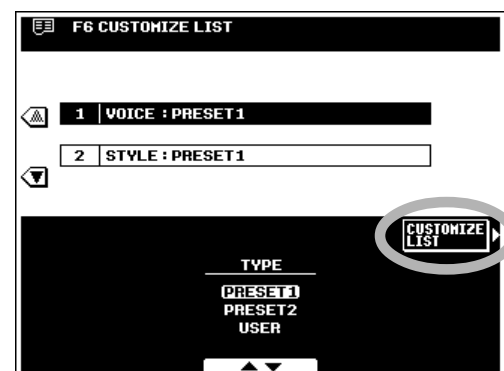 F6 CUSTOMIZE LIST
1 VOICE : PRESET1
2 STYLE : PRESET1
CUSTOMIZE
LIST
TYPE
PRESET1
PRESET2
USER